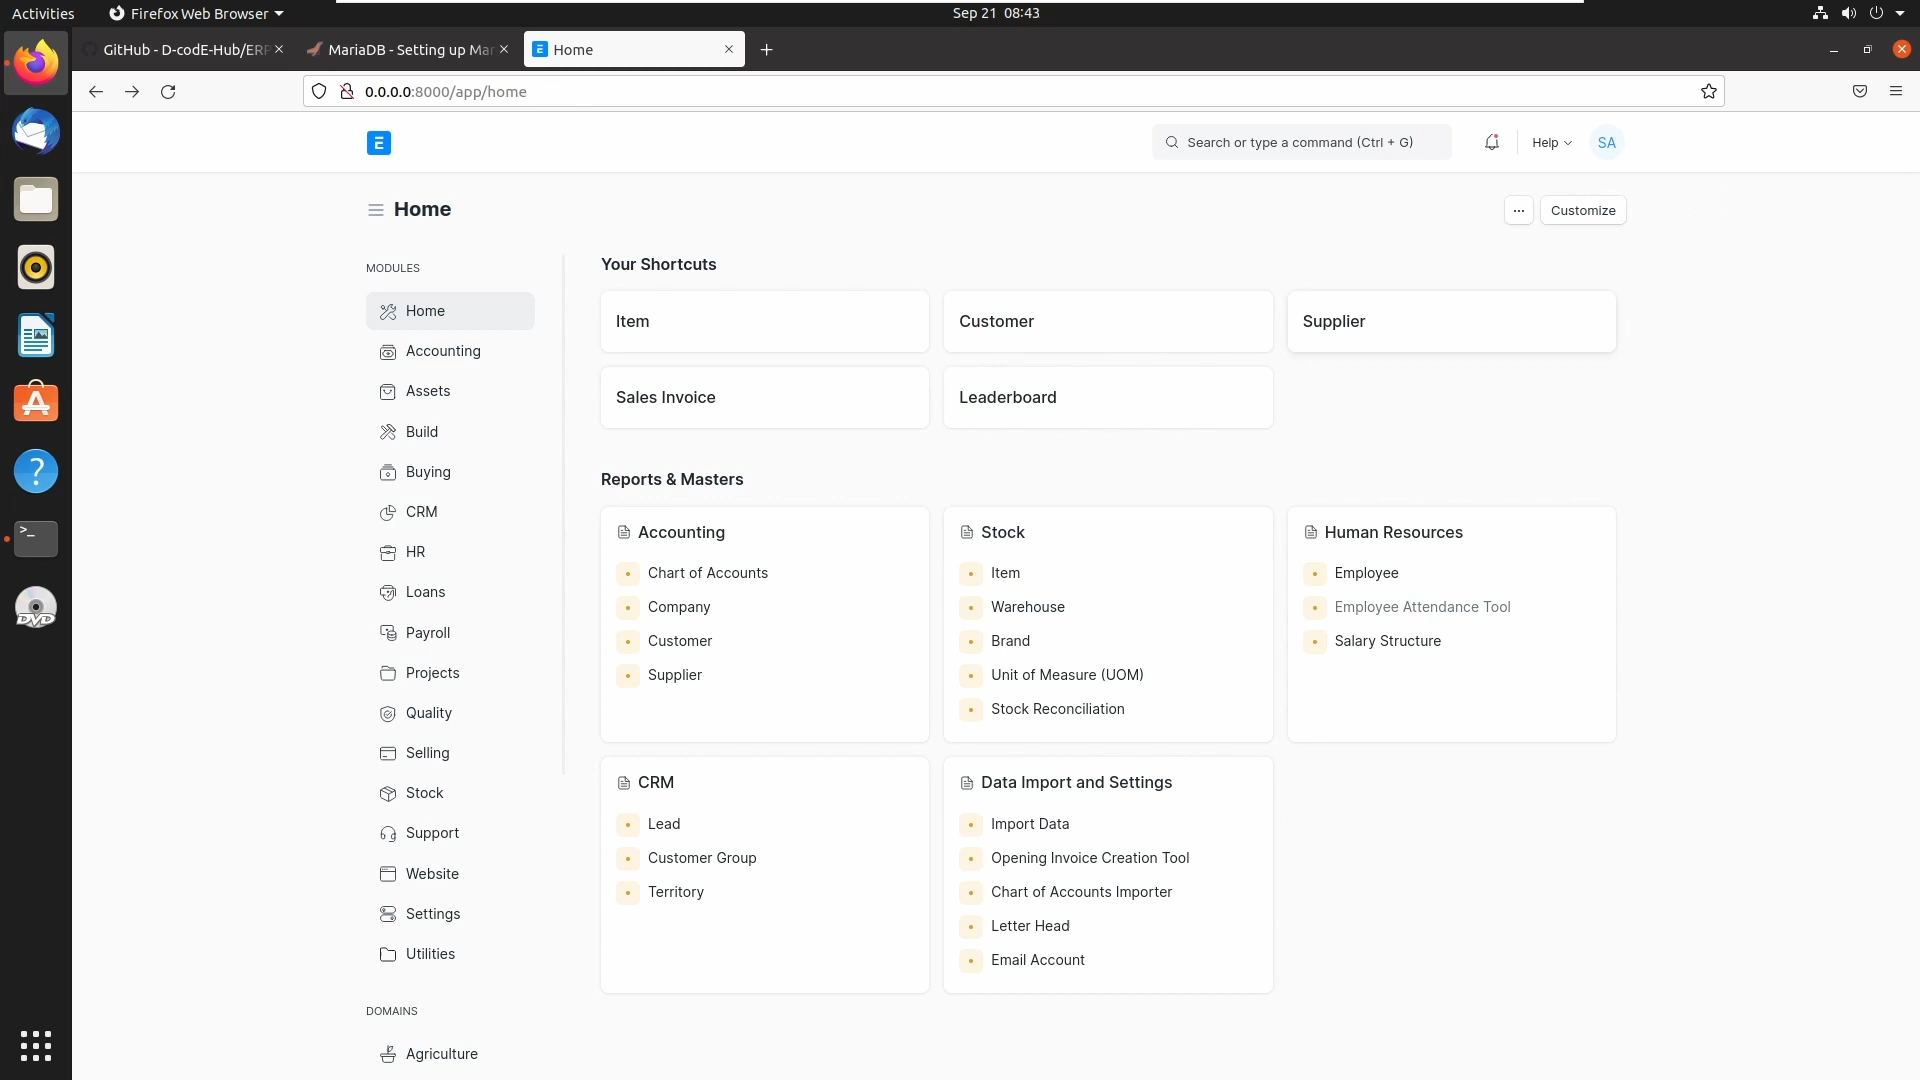 Activities
Firefox Web Browser
Sep 21 08:43
GitHub - D-codE-Hub/ERP
MariaDB - Setting up Mar
E Home
0.0.0.0:8000/app/home
E
Search or type a command (Ctrl + G)
Help
SA
Home
...
Customize
MODULES
Home
Accounting
Assets
Build
Buying
CRM
HR
Loans
Payroll
Projects
Quality
Selling
Stock
Support
Website
Settings
Utilities
DOMAINS
Agriculture
Your Shortcuts
Item
Customer
Supplier
Sales Invoice
Leaderboard
Reports & Masters
Accounting
Chart of Accounts
Company
Customer
Supplier
Stock
Item
Warehouse
Brand
Unit of Measure (UOM)
Stock Reconciliation
Human Resources
Employee
Employee Attendance Tool
Salary Structure
CRM
Lead
Customer Group
Territory
Data Import and Settings
Import Data
Opening Invoice Creation Tool
Chart of Accounts Importer
Letter Head
Email Account
A
?
>_
DVD